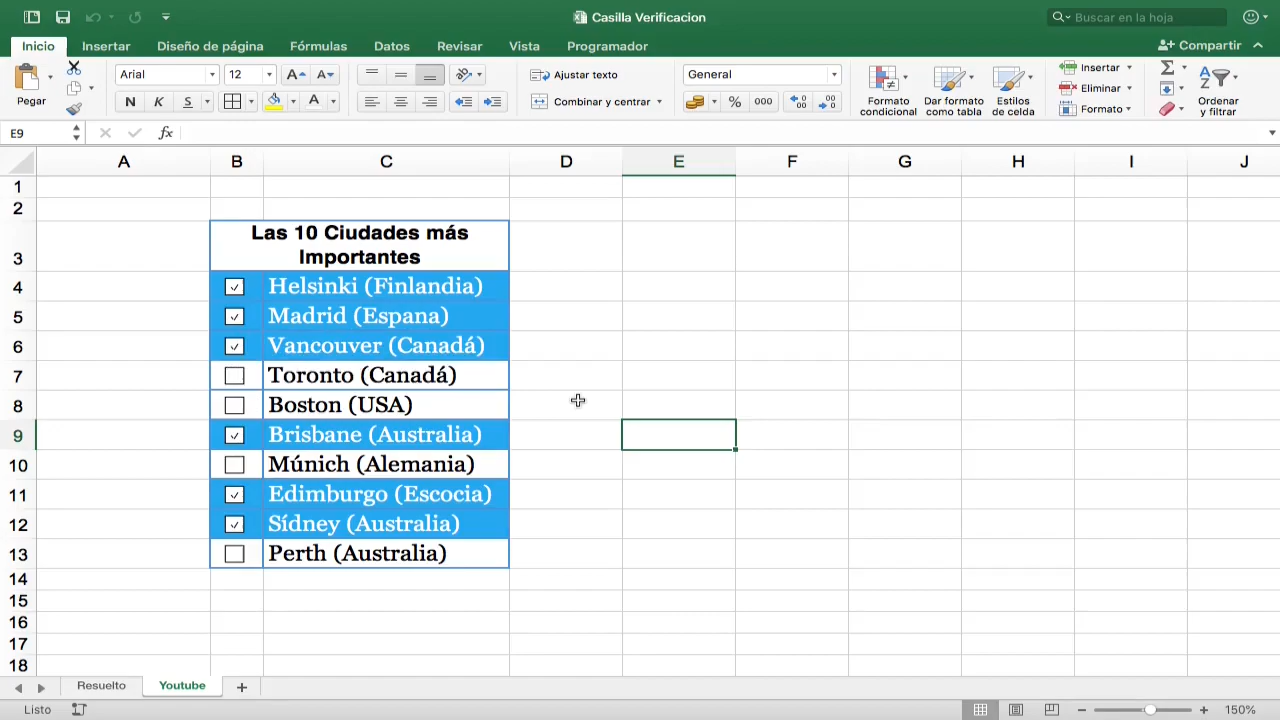 Casilla Verificacion
Buscar en la hoja
Inicio Insertar Diseño de página Fórmulas Datos Revisar Vista Programador
Compartir
Pegar
Arial 12
N K S A
Ajustar texto
Combinar y centrar
General
% 000
Formato condicional
Dar formato como tabla
Estilos de celda
Insertar
Eliminar
Formato
Ordenar y filtrar
E9 fx
A B C D E F G H I J
1
2
3 Las 10 Ciudades más
Importantes
4 Helsinki (Finlandia)
5 Madrid (Espana)
6 Vancouver (Canadá)
7 Toronto (Canadá)
8 Boston (USA)
9 Brisbane (Australia)
10 Múnich (Alemania)
11 Edimburgo (Escocia)
12 Sídney (Australia)
13 Perth (Australia)
14
15
16
17
18
Resuelto Youtube
Listo
150%